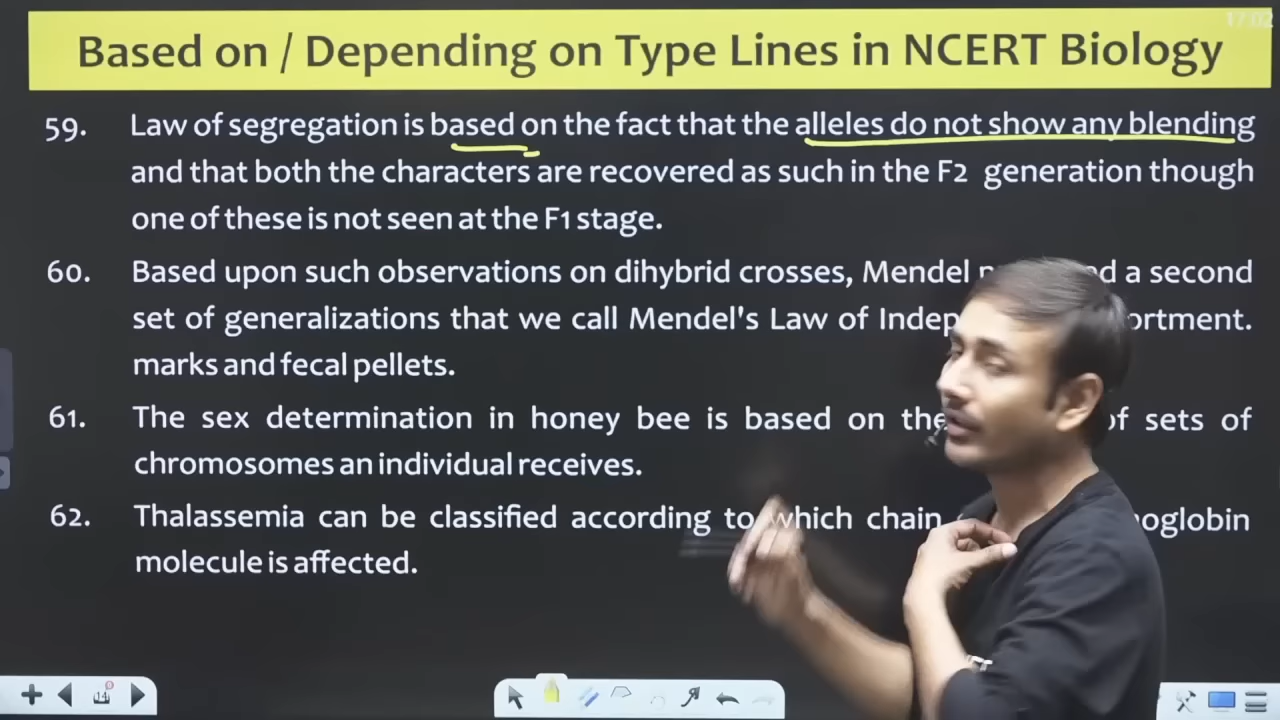 17:02
Based on / Depending on Type Lines in NCERT Biology
59. Law of segregation is based on the fact that the alleles do not show any blending
and that both the characters are recovered as such in the F2 generation though
one of these is not seen at the F1 stage.
60. Based upon such observations on dihybrid crosses, Mendel a second
set of generalizations that we call Mendel's Law of
marks and fecal pellets.
61. The sex determination in honey bee is based on the of sets of
chromosomes an individual receives.
62. Thalassemia can be classified according to which chain
molecule is affected.
14